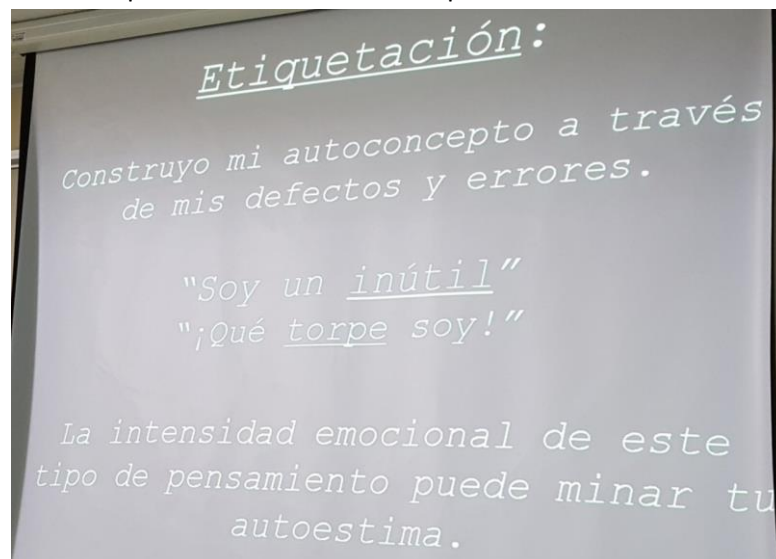 Etiquetación:
Construyo mi autoconcepto a través
de mis defectos y errores.
"Soy un inútil"
"¡Qué torpe soy!"
La intensidad emocional de este
tipo de pensamiento puede minar tu
autoestima.